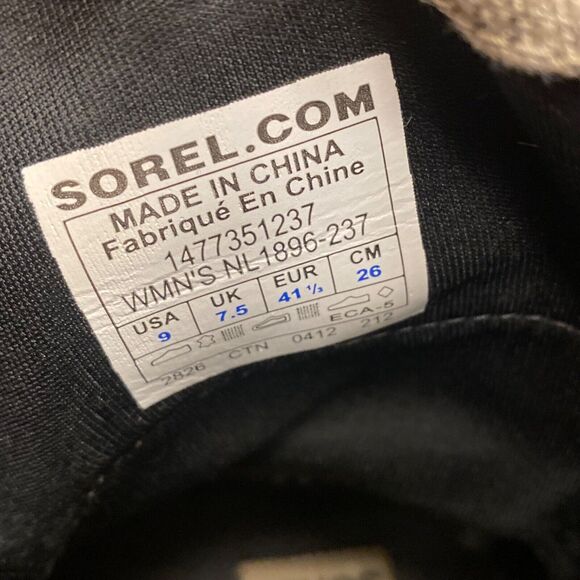 SOREL.COM
MADE IN CHINA
Fabriqué En Chine
1477351237
WMN'S NL1896-237
USA UK EUR CM
9 7.5 41 1/3 26
ECA-5
2826 CTN 0412 212